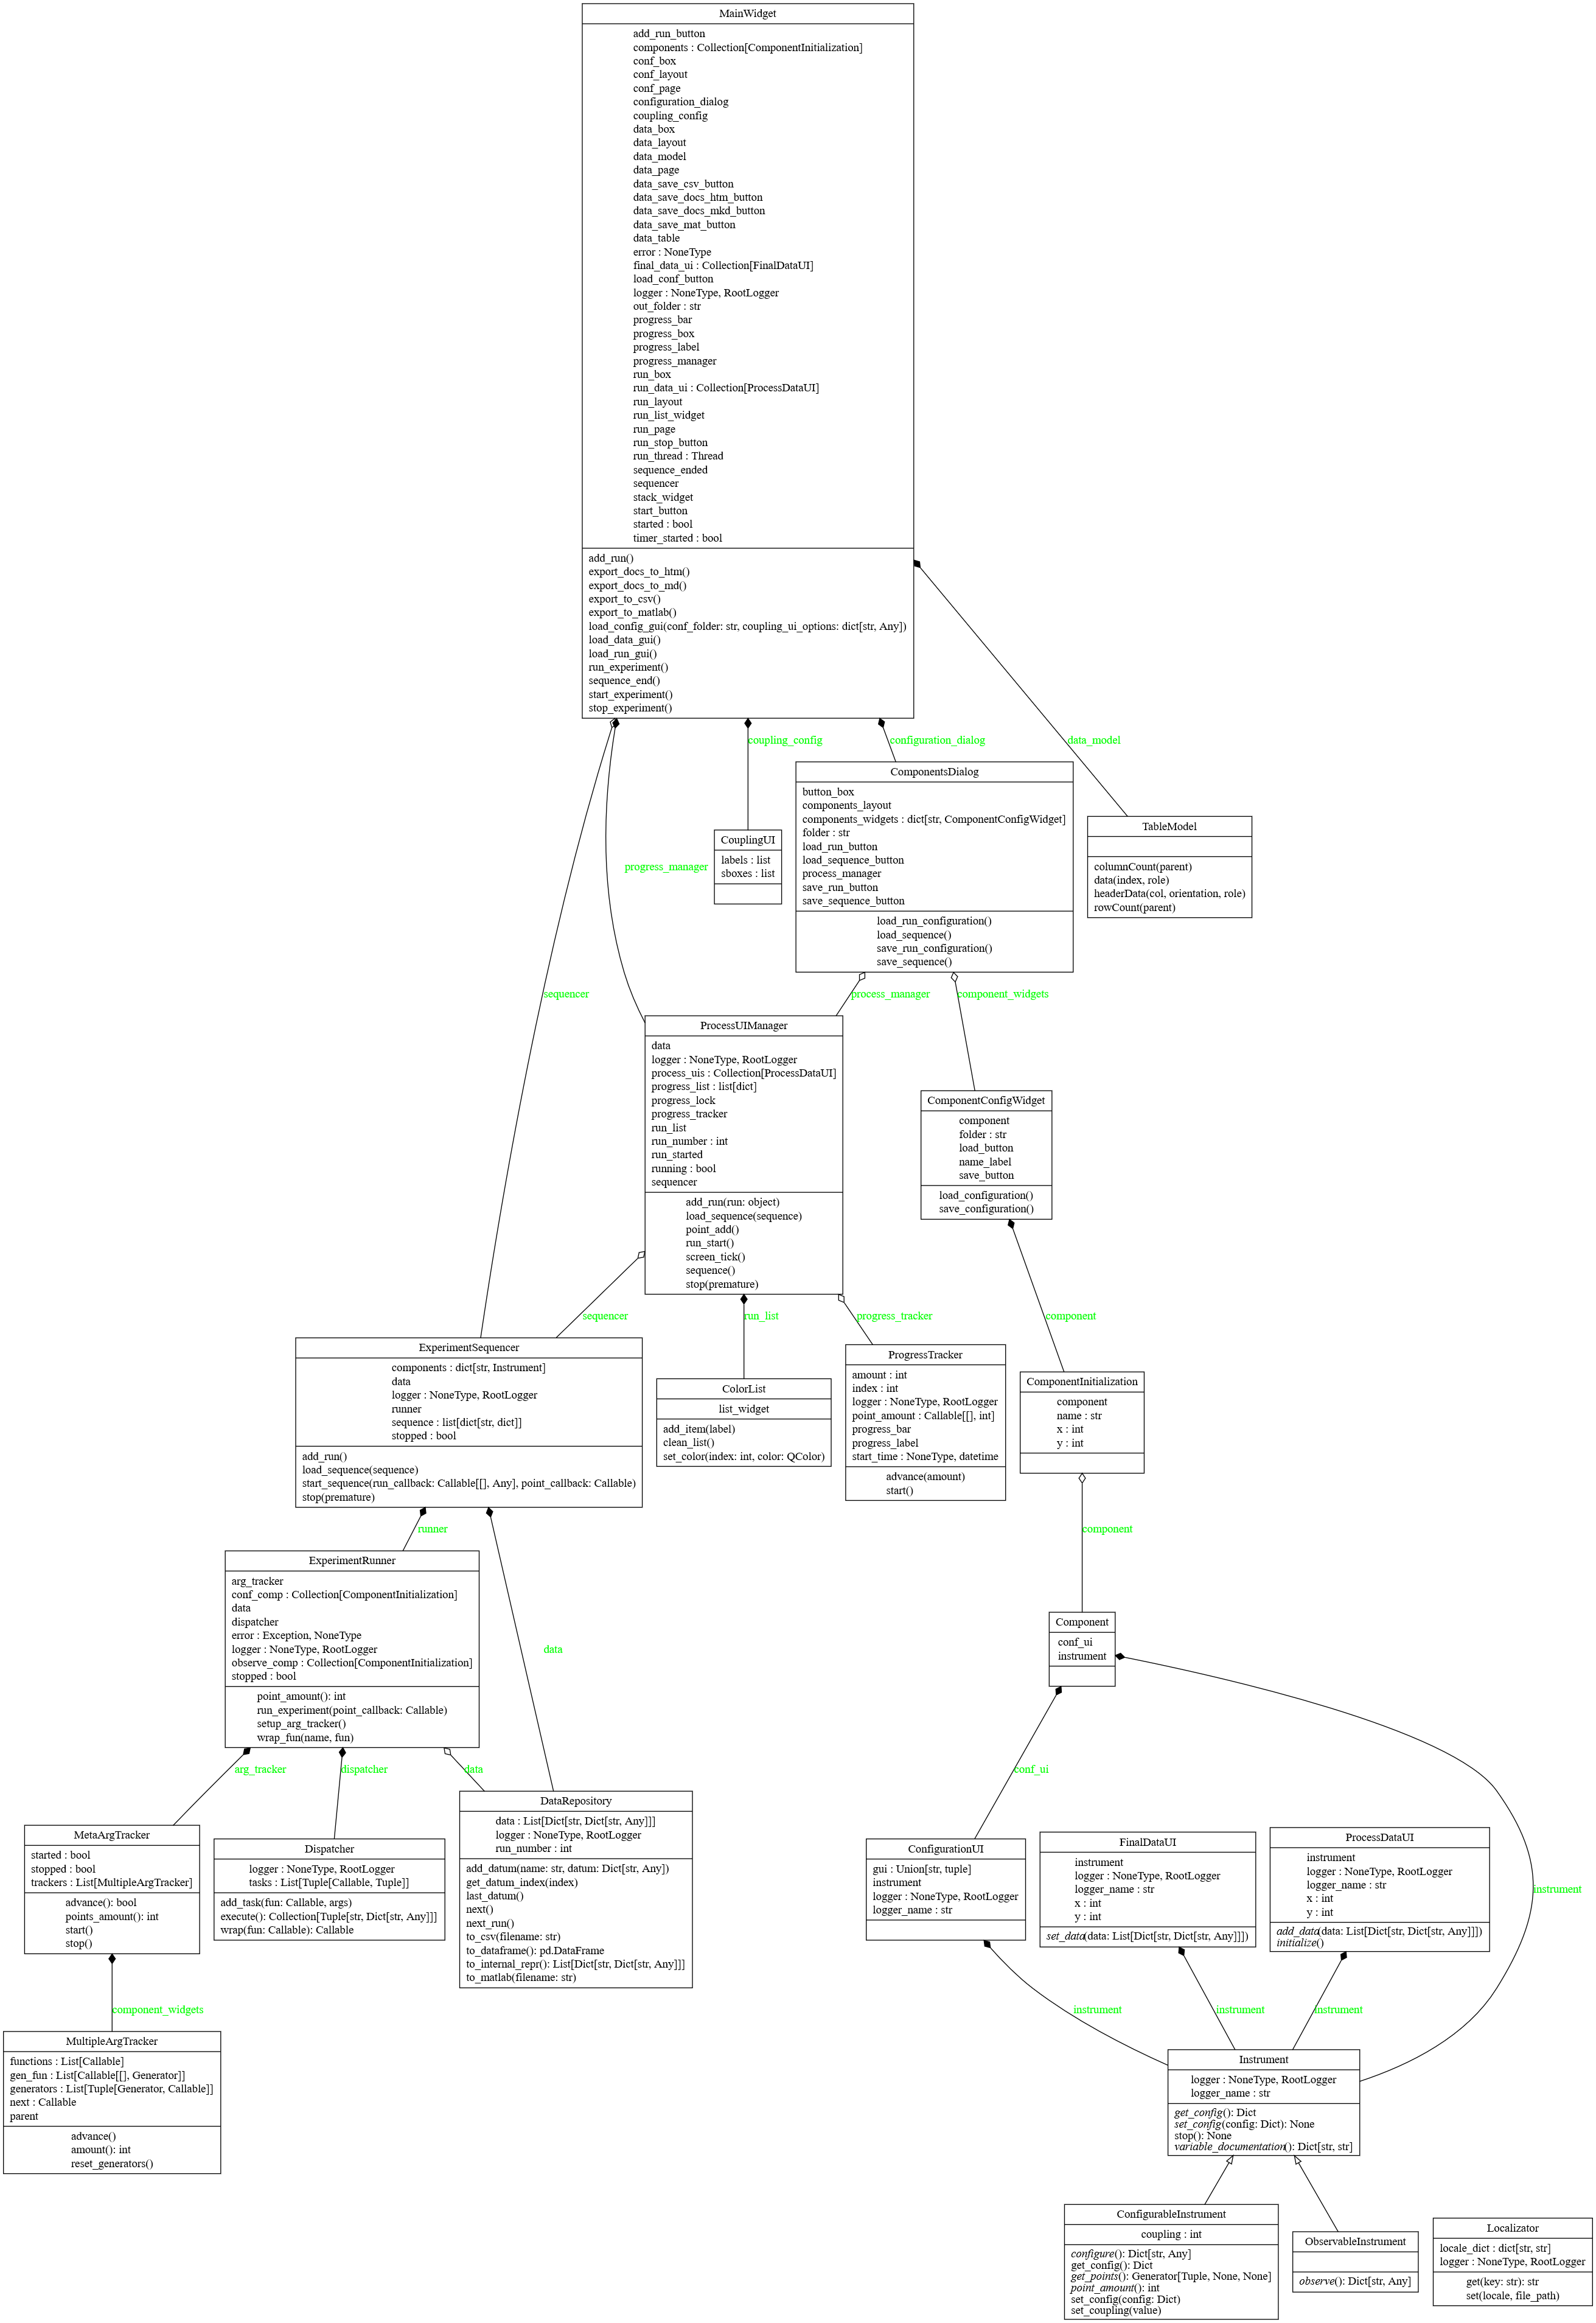 MainWidget
add_run_button
components : Collection[ComponentInitialization]
conf_box
conf_layout
conf_page
configuration_dialog
coupling_config
data_box
data_layout
data_model
data_page
data_save_csv_button
data_save_docs_htm_button
data_save_docs_mkd_button
data_save_mat_button
data_table
error : NoneType
final_data_ui : Collection[FinalDataUI]
load_conf_button
logger : NoneType, RootLogger
out_folder : str
progress_bar
progress_box
progress_label
progress_manager
run_box
run_data_ui : Collection[ProcessDataUI]
run_layout
run_list_widget
run_page
run_stop_button
run_thread : Thread
sequence_ended
sequencer
stack_widget
start_button
started : bool
timer_started : bool
add_run()
export_docs_to_htm()
export_docs_to_md()
export_to_csv()
export_to_matlab()
load_config_gui(conf_folder: str, coupling_ui_options: dict[str, Any])
load_data_gui()
load_run_gui()
run_experiment()
sequence_end()
start_experiment()
stop_experiment()
coupling_config
configuration_dialog
data_model
progress_manager
sequencer
CouplingUI
labels : list
sboxes : list
ComponentsDialog
button_box
components_layout
components_widgets : dict[str, ComponentConfigWidget]
folder : str
load_run_button
load_sequence_button
process_manager
save_run_button
save_sequence_button
load_run_configuration()
load_sequence()
save_run_configuration()
save_sequence()
TableModel
columnCount(parent)
data(index, role)
headerData(col, orientation, role)
rowCount(parent)
process_manager
component_widgets
ProcessUIManager
data
logger : NoneType, RootLogger
process_uis : Collection[ProcessDataUI]
progress_list : list[dict]
progress_lock
progress_tracker
run_list
run_number : int
run_started
running : bool
sequencer
add_run(run: object)
load_sequence(sequence)
point_add()
run_start()
screen_tick()
sequence()
stop(premature)
ComponentConfigWidget
component
folder : str
load_button
name_label
save_button
load_configuration()
save_configuration()
sequencer
run_list
progress_tracker
component
ExperimentSequencer
components : dict[str, Instrument]
data
logger : NoneType, RootLogger
runner
sequence : list[dict[str, dict]]
stopped : bool
add_run()
load_sequence(sequence)
start_sequence(run_callback: Callable[[], Any], point_callback: Callable)
stop(premature)
ColorList
list_widget
add_item(label)
clean_list()
set_color(index: int, color: QColor)
ProgressTracker
amount : int
index : int
logger : NoneType, RootLogger
point_amount : Callable[[], int]
progress_bar
progress_label
start_time : NoneType, datetime
advance(amount)
start()
ComponentInitialization
component
name : str
x : int
y : int
runner
data
component
ExperimentRunner
arg_tracker
conf_comp : Collection[ComponentInitialization]
data
dispatcher
error : Exception, NoneType
logger : NoneType, RootLogger
observe_comp : Collection[ComponentInitialization]
stopped : bool
point_amount(): int
run_experiment(point_callback: Callable)
setup_arg_tracker()
wrap_fun(name, fun)
Component
conf_ui
instrument
arg_tracker
dispatcher
data
conf_ui
instrument
MetaArgTracker
started : bool
stopped : bool
trackers : List[MultipleArgTracker]
advance(): bool
points_amount(): int
start()
stop()
Dispatcher
logger : NoneType, RootLogger
tasks : List[Tuple[Callable, Tuple]]
add_task(fun: Callable, args)
execute(): Collection[Tuple[str, Dict[str, Any]]]
wrap(fun: Callable): Callable
DataRepository
data : List[Dict[str, Dict[str, Any]]]
logger : NoneType, RootLogger
run_number : int
add_datum(name: str, datum: Dict[str, Any])
get_datum_index(index)
last_datum()
next()
next_run()
to_csv(filename: str)
to_dataframe(): pd.DataFrame
to_internal_repr(): List[Dict[str, Dict[str, Any]]]
to_matlab(filename: str)
ConfigurationUI
gui : Union[str, tuple]
instrument
logger : NoneType, RootLogger
logger_name : str
FinalDataUI
instrument
logger : NoneType, RootLogger
logger_name : str
x : int
y : int
set_data(data: List[Dict[str, Dict[str, Any]]])
ProcessDataUI
instrument
logger : NoneType, RootLogger
logger_name : str
x : int
y : int
add_data(data: List[Dict[str, Dict[str, Any]]])
initialize()
component_widgets
instrument
instrument
instrument
MultipleArgTracker
functions : List[Callable]
gen_fun : List[Callable[[], Generator]]
generators : List[Tuple[Generator, Callable]]
next : Callable
parent
advance()
amount(): int
reset_generators()
Instrument
logger : NoneType, RootLogger
logger_name : str
get_config(): Dict
set_config(config: Dict): None
stop(): None
variable_documentation(): Dict[str, str]
ConfigurableInstrument
coupling : int
configure(): Dict[str, Any]
get_config(): Dict
get_points(): Generator[Tuple, None, None]
point_amount(): int
set_config(config: Dict)
set_coupling(value)
ObservableInstrument
observe(): Dict[str, Any]
Localizator
locale_dict : dict[str, str]
logger : NoneType, RootLogger
get(key: str): str
set(locale, file_path)